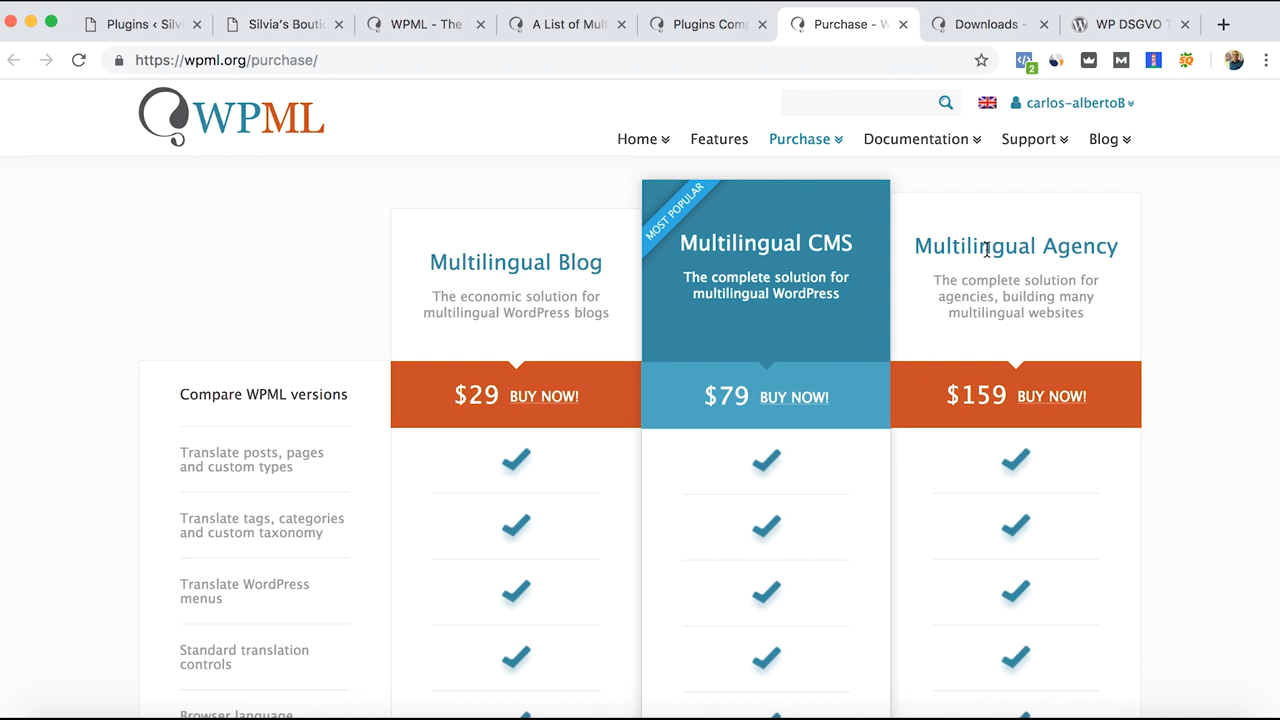 Plugins ‹ Silvi
Silvia's Bouti
WPML - The
A List of Mult
Plugins Comp
Purchase - W
Downloads -
WP DSGVO T
https://wpml.org/purchase/
2
M
WPML
carlos-albertoB
Home
Features
Purchase
Documentation
Support
Blog
MOST POPULAR
Multilingual Blog
The economic solution for
multilingual WordPress blogs
Multilingual CMS
The complete solution for
multilingual WordPress
Multilingual Agency
The complete solution for
agencies, building many
multilingual websites
Compare WPML versions
$29 BUY NOW!
$79 BUY NOW!
$159 BUY NOW!
Translate posts, pages
and custom types
Translate tags, categories
and custom taxonomy
Translate WordPress
menus
Standard translation
controls
Browser language